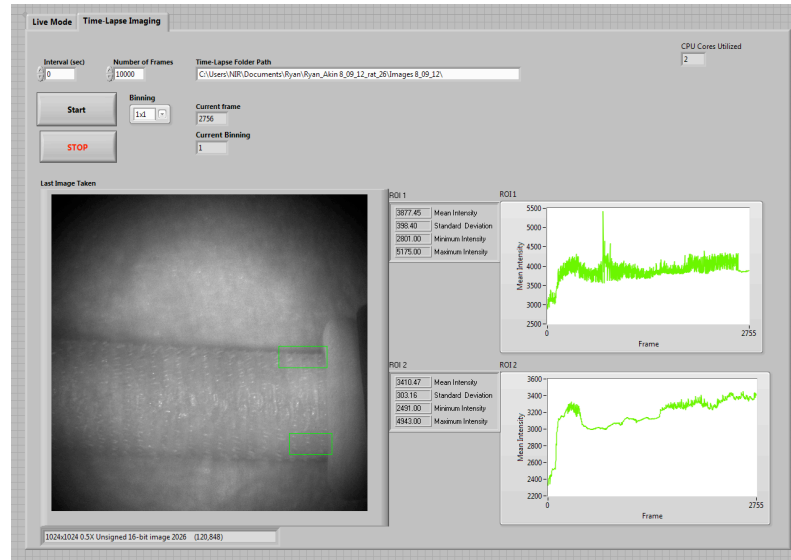 Live Mode
Time-Lapse Imaging
CPU Cores Utilized
2
Interval (sec)
Number of frames
Time-Lapse Folder Path
0
10000
C:\Users\NIR\Documents\Ryan\Ryan_Akin 8_09_12_rat_26\Images 8_09_12\
Start
Binning
1x1
Current frame
2756
STOP
Current Binning
1
Last Image Taken
ROI 1
3877.45 Mean Intensity
398.40 Standard Deviation
2801.00 Minimum Intensity
5175.00 Maximum Intensity
ROI 1
Mean Intensity
5500
5000
4500
4000
3500
3000
2500
0
2755
Frame
ROI 2
3410.47 Mean Intensity
303.16 Standard Deviation
2491.00 Minimum Intensity
4943.00 Maximum Intensity
ROI 2
Mean Intensity
3600
3400
3200
3000
2800
2600
2400
2200
0
2755
Frame
1024x1024 0.5X Unsigned 16-bit image 2026 (120,848)